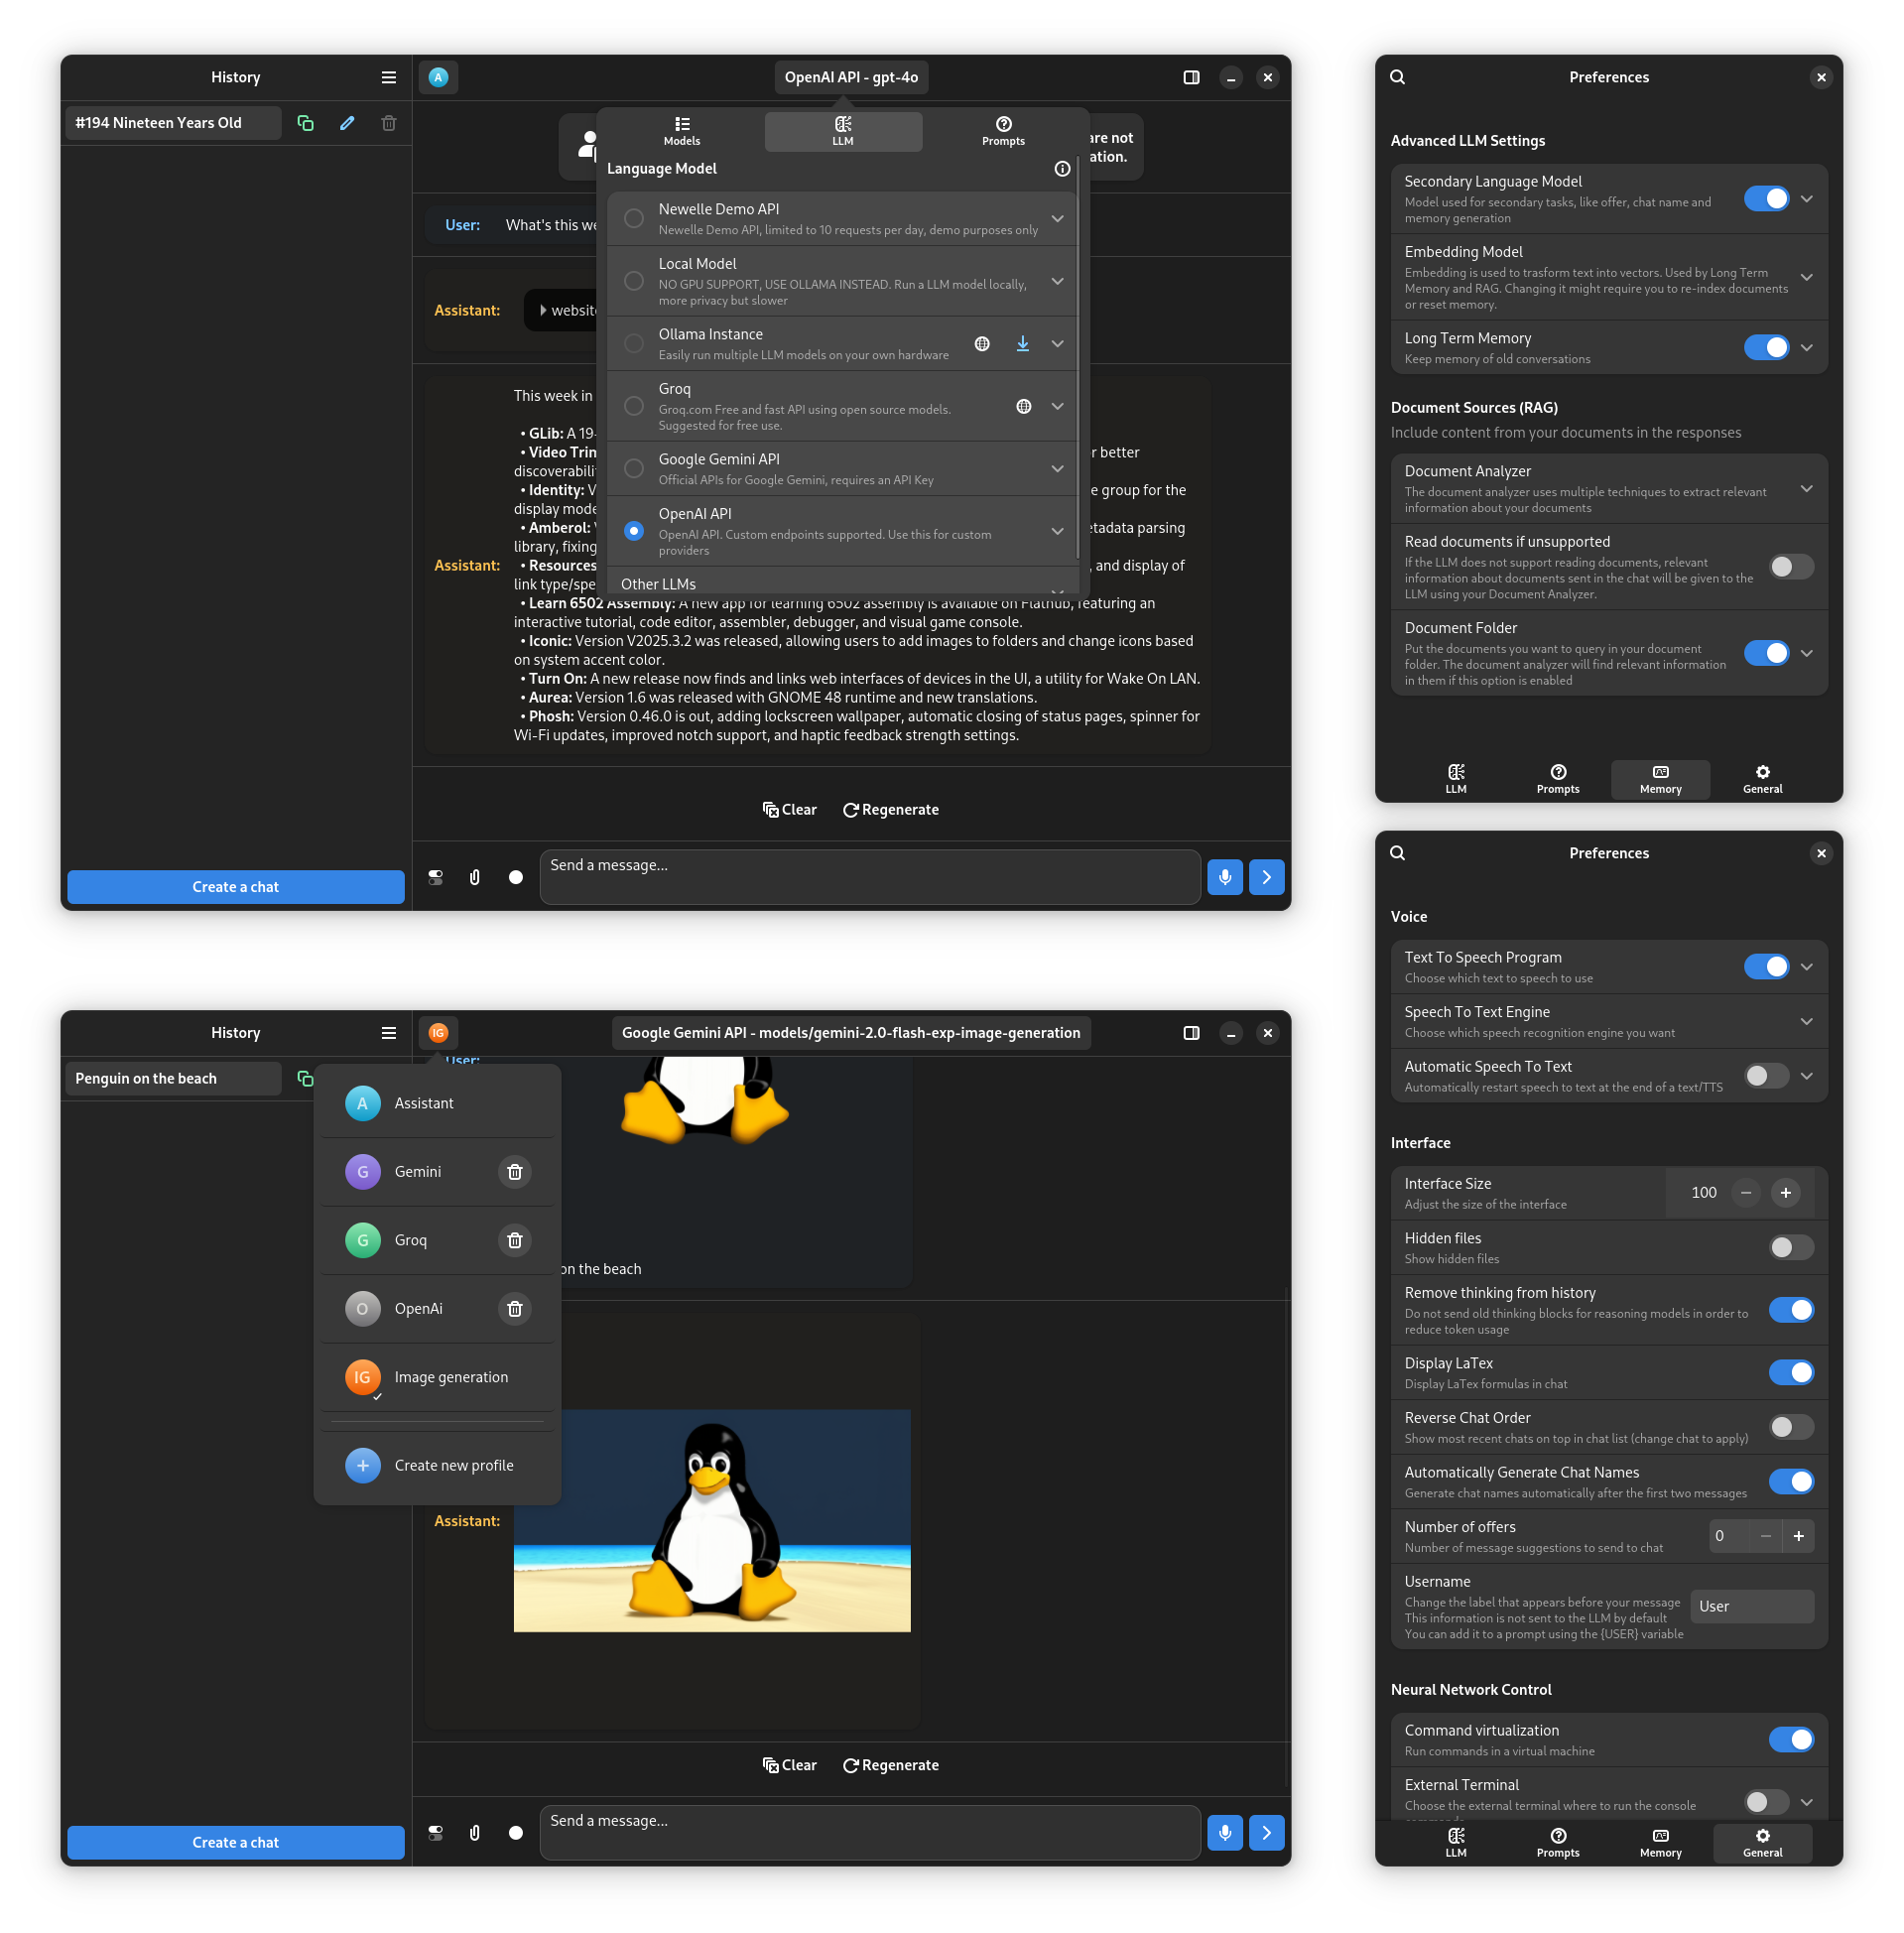 History
#194 Nineteen Years Old
Create a chat
A
OpenAI API - gpt-4o
are not
ation.
Models
LLM
Prompts
Language Model
Newelle Demo API
Newelle Demo API, limited to 10 requests per day, demo purposes only
Local Model
NO GPU SUPPORT, USE OLLAMA INSTEAD. Run a LLM model locally,
more privacy but slower
Ollama Instance
Easily run multiple LLM models on your own hardware
Groq
Groq.com Free and fast API using open source models.
Suggested for free use.
Google Gemini API
Official APIs for Google Gemini, requires an API Key
OpenAI API
OpenAI API. Custom endpoints supported. Use this for custom
providers
Other LLMs
User: What's this we
Assistant: websit
Assistant:
This week in
• GLib: A 19-
• Video Trin r better
discoverabili
• Identity: V e group for the
display mode
• Amberol: etadata parsing
library, fixing
• Resources , and display of
link type/spe
• Learn 6502 Assembly: A new app for learning 6502 assembly is available on Flathub, featuring an
interactive tutorial, code editor, assembler, debugger, and visual game console.
• Iconic: Version V2025.3.2 was released, allowing users to add images to folders and change icons based
on system accent color.
• Turn On: A new release now finds and links web interfaces of devices in the UI, a utility for Wake On LAN.
• Aurea: Version 1.6 was released with GNOME 48 runtime and new translations.
• Phosh: Version 0.46.0 is out, adding lockscreen wallpaper, automatic closing of status pages, spinner for
Wi-Fi updates, improved notch support, and haptic feedback strength settings.
Clear Regenerate
Send a message...
Preferences
Advanced LLM Settings
Secondary Language Model
Model used for secondary tasks, like offer, chat name and
memory generation
Embedding Model
Embedding is used to trasform text into vectors. Used by Long Term
Memory and RAG. Changing it might require you to re-index documents
or reset memory.
Long Term Memory
Keep memory of old conversations
Document Sources (RAG)
Include content from your documents in the responses
Document Analyzer
The document analyzer uses multiple techniques to extract relevant
information about your documents
Read documents if unsupported
If the LLM does not support reading documents, relevant
information about documents sent in the chat will be given to the
LLM using your Document Analyzer.
Document Folder
Put the documents you want to query in your document
folder. The document analyzer will find relevant information
in them if this option is enabled
LLM Prompts Memory General
History
Penguin on the beach
Create a chat
IG
Google Gemini API - models/gemini-2.0-flash-exp-image-generation
User:
A Assistant
G Gemini
G Groq
O OpenAi
IG Image generation
+ Create new profile
on the beach
Assistant:
Clear Regenerate
Send a message...
Preferences
Voice
Text To Speech Program
Choose which text to speech to use
Speech To Text Engine
Choose which speech recognition engine you want
Automatic Speech To Text
Automatically restart speech to text at the end of a text/TTS
Interface
Interface Size
Adjust the size of the interface
100 − +
Hidden files
Show hidden files
Remove thinking from history
Do not send old thinking blocks for reasoning models in order to
reduce token usage
Display LaTex
Display LaTex formulas in chat
Reverse Chat Order
Show most recent chats on top in chat list (change chat to apply)
Automatically Generate Chat Names
Generate chat names automatically after the first two messages
Number of offers
Number of message suggestions to send to chat
0 − +
Username
Change the label that appears before your message
This information is not sent to the LLM by default
You can add it to a prompt using the {USER} variable
User
Neural Network Control
Command virtualization
Run commands in a virtual machine
External Terminal
Choose the external terminal where to run the console
LLM Prompts Memory General